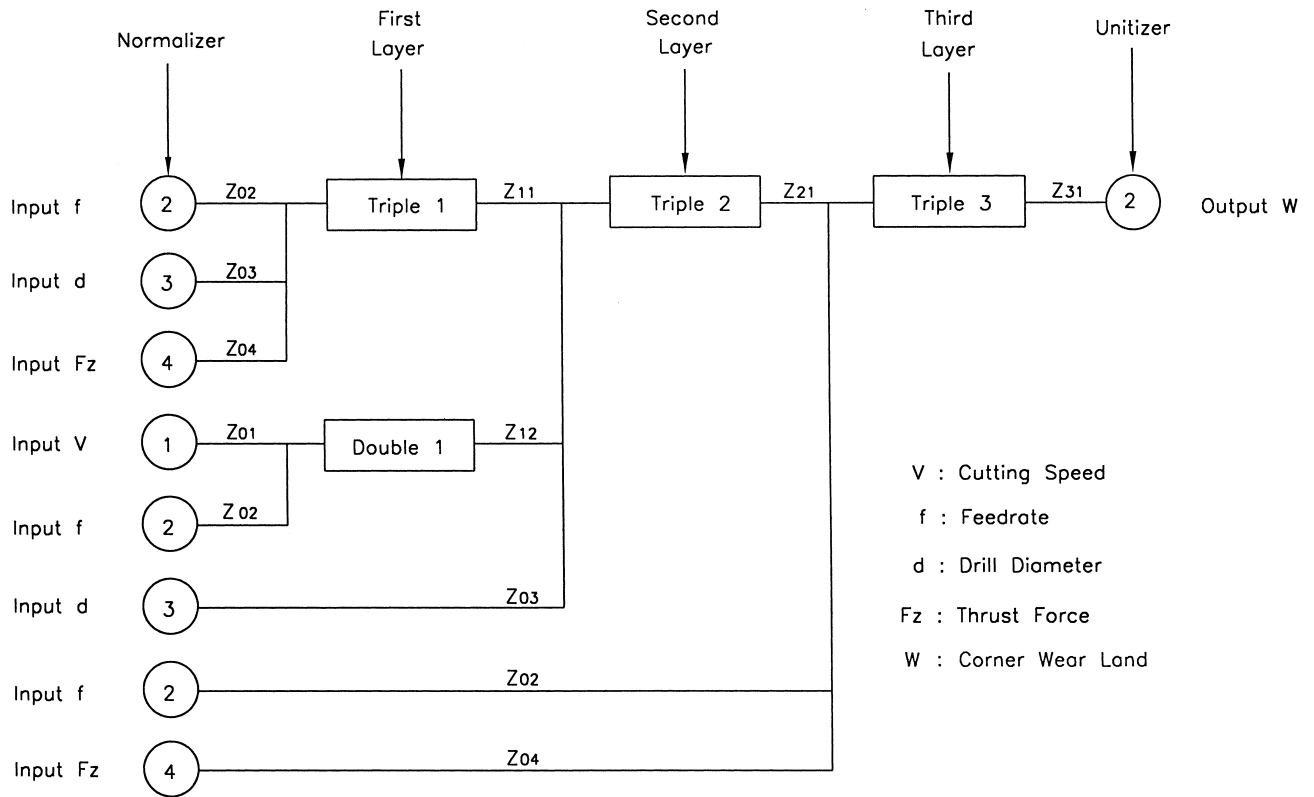 Normalizer
First
Layer
Second
Layer
Third
Layer
Unitizer
Input f
2
Z02
Triple 1
Z11
Triple 2
Z21
Triple 3
Z31
2
Output W
Input d
3
Z03
Input Fz
4
Z04
Input V
1
Z01
Double 1
Z12
Input f
2
Z02
Input d
3
Z03
Input f
2
Z02
Input Fz
4
Z04
V : Cutting Speed
f : Feedrate
d : Drill Diameter
Fz : Thrust Force
W : Corner Wear Land